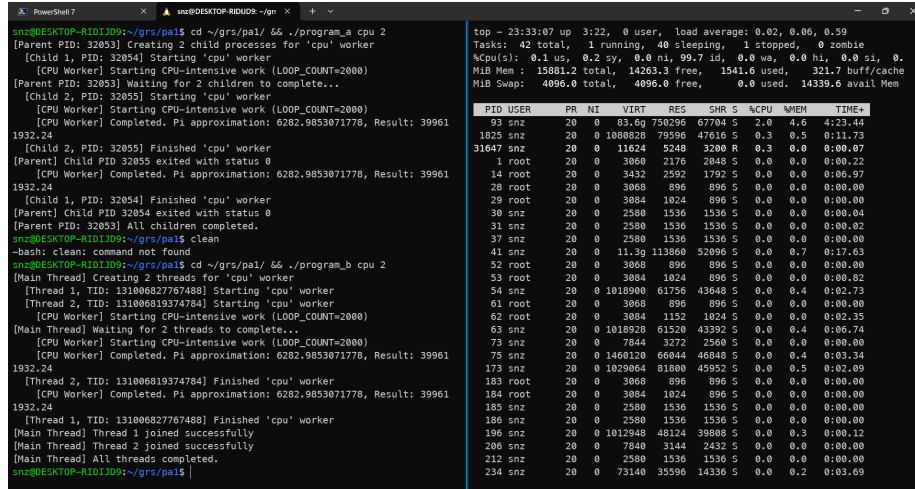 PowerShell 7
snz@DESKTOP-RIDIJD9: ~/grs
snz@DESKTOP-RIDIJD9:~/grs/pa1$ cd ~/grs/pa1/ && ./program_a cpu 2
[Parent PID: 32053] Creating 2 child processes for 'cpu' worker
[Child 1, PID: 32054] Starting 'cpu' worker
[CPU Worker] Starting CPU-intensive work (LOOP_COUNT=2000)
[Parent PID: 32053] Waiting for 2 children to complete...
[Child 2, PID: 32055] Starting 'cpu' worker
[CPU Worker] Starting CPU-intensive work (LOOP_COUNT=2000)
[CPU Worker] Completed. Pi approximation: 6282.9853071778, Result: 39961
1932.24
[Child 2, PID: 32055] Finished 'cpu' worker
[Parent] Child PID 32055 exited with status 0
[CPU Worker] Completed. Pi approximation: 6282.9853071778, Result: 39961
1932.24
[Child 1, PID: 32054] Finished 'cpu' worker
[Parent] Child PID 32054 exited with status 0
[Parent PID: 32053] All children completed.
snz@DESKTOP-RIDIJD9:~/grs/pa1$ clean
-bash: clean: command not found
snz@DESKTOP-RIDIJD9:~/grs/pa1$ cd ~/grs/pa1/ && ./program_b cpu 2
[Main Thread] Creating 2 threads for 'cpu' worker
[Thread 1, TID: 131006827767488] Starting 'cpu' worker
[Thread 2, TID: 131006819374784] Starting 'cpu' worker
[CPU Worker] Starting CPU-intensive work (LOOP_COUNT=2000)
[Main Thread] Waiting for 2 threads to complete...
[CPU Worker] Starting CPU-intensive work (LOOP_COUNT=2000)
[CPU Worker] Completed. Pi approximation: 6282.9853071778, Result: 39961
1932.24
[Thread 2, TID: 131006819374784] Finished 'cpu' worker
[CPU Worker] Completed. Pi approximation: 6282.9853071778, Result: 39961
1932.24
[Thread 1, TID: 131006827767488] Finished 'cpu' worker
[Main Thread] Thread 1 joined successfully
[Main Thread] Thread 2 joined successfully
[Main Thread] All threads completed.
snz@DESKTOP-RIDIJD9:~/grs/pa1$
top - 23:33:07 up 3:22, 0 user, load average: 0.02, 0.06, 0.59
Tasks: 42 total, 1 running, 40 sleeping, 1 stopped, 0 zombie
%Cpu(s): 0.1 us, 0.2 sy, 0.0 ni, 99.7 id, 0.0 wa, 0.0 hi, 0.0 si, 0.
MiB Mem : 15881.2 total, 14263.3 free, 1541.6 used, 321.7 buff/cache
MiB Swap: 4096.0 total, 4096.0 free, 0.0 used. 14339.6 avail Mem
PID USER PR NI VIRT RES SHR S %CPU %MEM TIME+
93 snz 20 0 83.6g 750296 67704 S 2.0 4.6 4:23.44
1825 snz 20 0 1080828 79596 47616 S 0.3 0.5 0:11.73
31647 snz 20 0 11624 5248 3200 R 0.3 0.0 0:00.07
1 root 20 0 3060 2176 2048 S 0.0 0.0 0:00.22
14 root 20 0 3432 2592 1792 S 0.0 0.0 0:06.97
28 root 20 0 3068 896 896 S 0.0 0.0 0:00.00
29 root 20 0 3084 1024 896 S 0.0 0.0 0:00.00
30 snz 20 0 2580 1536 1536 S 0.0 0.0 0:00.04
31 snz 20 0 2580 1536 1536 S 0.0 0.0 0:00.02
37 snz 20 0 2580 1536 1536 S 0.0 0.0 0:00.00
41 snz 20 0 11.3g 113860 52096 S 0.0 0.7 0:17.63
52 root 20 0 3068 896 896 S 0.0 0.0 0:00.00
53 root 20 0 3084 1024 896 S 0.0 0.0 0:00.82
54 snz 20 0 1018900 61756 43648 S 0.0 0.4 0:02.73
61 root 20 0 3068 896 896 S 0.0 0.0 0:00.00
62 root 20 0 3084 1152 1024 S 0.0 0.0 0:02.35
63 snz 20 0 1018928 61520 43392 S 0.0 0.4 0:06.74
73 snz 20 0 7844 3272 2560 S 0.0 0.0 0:00.00
75 snz 20 0 1460120 66044 46848 S 0.0 0.4 0:03.34
173 snz 20 0 1029064 81800 45952 S 0.0 0.5 0:02.09
183 root 20 0 3068 896 896 S 0.0 0.0 0:00.00
184 root 20 0 3084 1024 896 S 0.0 0.0 0:00.00
185 snz 20 0 2580 1536 1536 S 0.0 0.0 0:00.00
186 snz 20 0 2580 1536 1536 S 0.0 0.0 0:00.00
196 snz 20 0 1012948 48124 39808 S 0.0 0.3 0:00.12
206 snz 20 0 7840 3144 2432 S 0.0 0.0 0:00.00
212 snz 20 0 2580 1536 1536 S 0.0 0.0 0:00.00
234 snz 20 0 73140 35596 14336 S 0.0 0.2 0:03.69